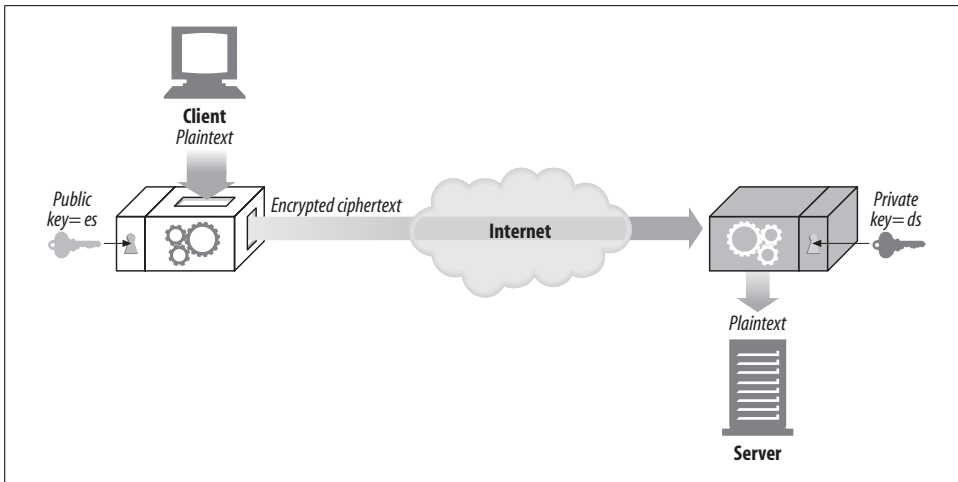 Client
Plaintext
Public
key= es
Encrypted ciphertext
Internet
Private
key= ds
Plaintext
Server